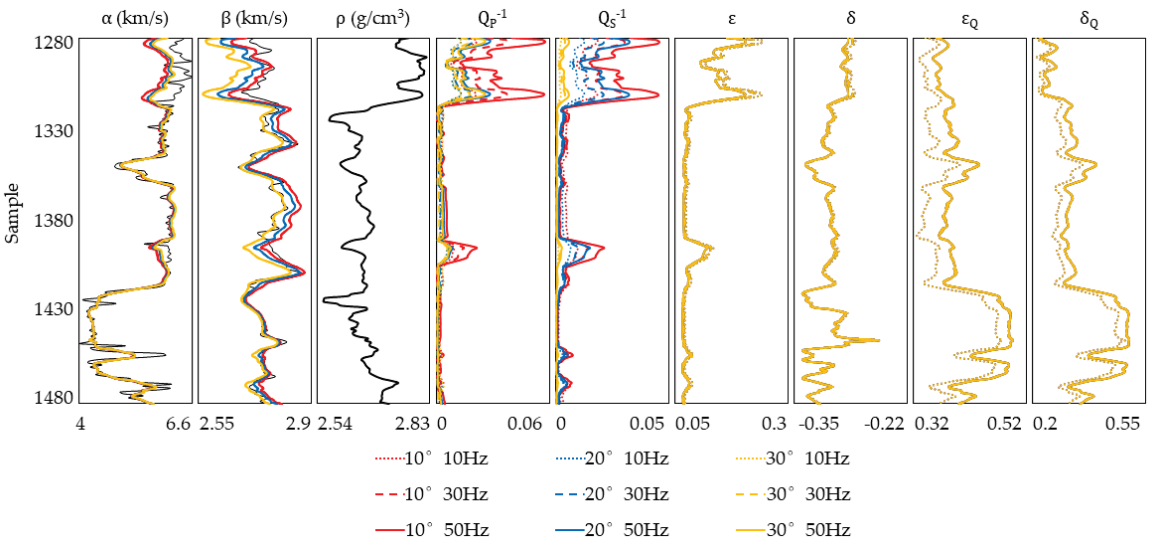 α (km/s) β (km/s) ρ (g/cm³) Qₚ⁻¹ Qₛ⁻¹ ε δ ε_Q δ_Q
1280
1330
1380
1430
1480
Sample
4 6.6 2.55 2.9 2.54 2.83 0 0.06 0 0.05 0.05 0.3 -0.35 -0.22 0.32 0.52 0.2 0.55
10° 10Hz 20° 10Hz 30° 10Hz
10° 30Hz 20° 30Hz 30° 30Hz
10° 50Hz 20° 50Hz 30° 50Hz